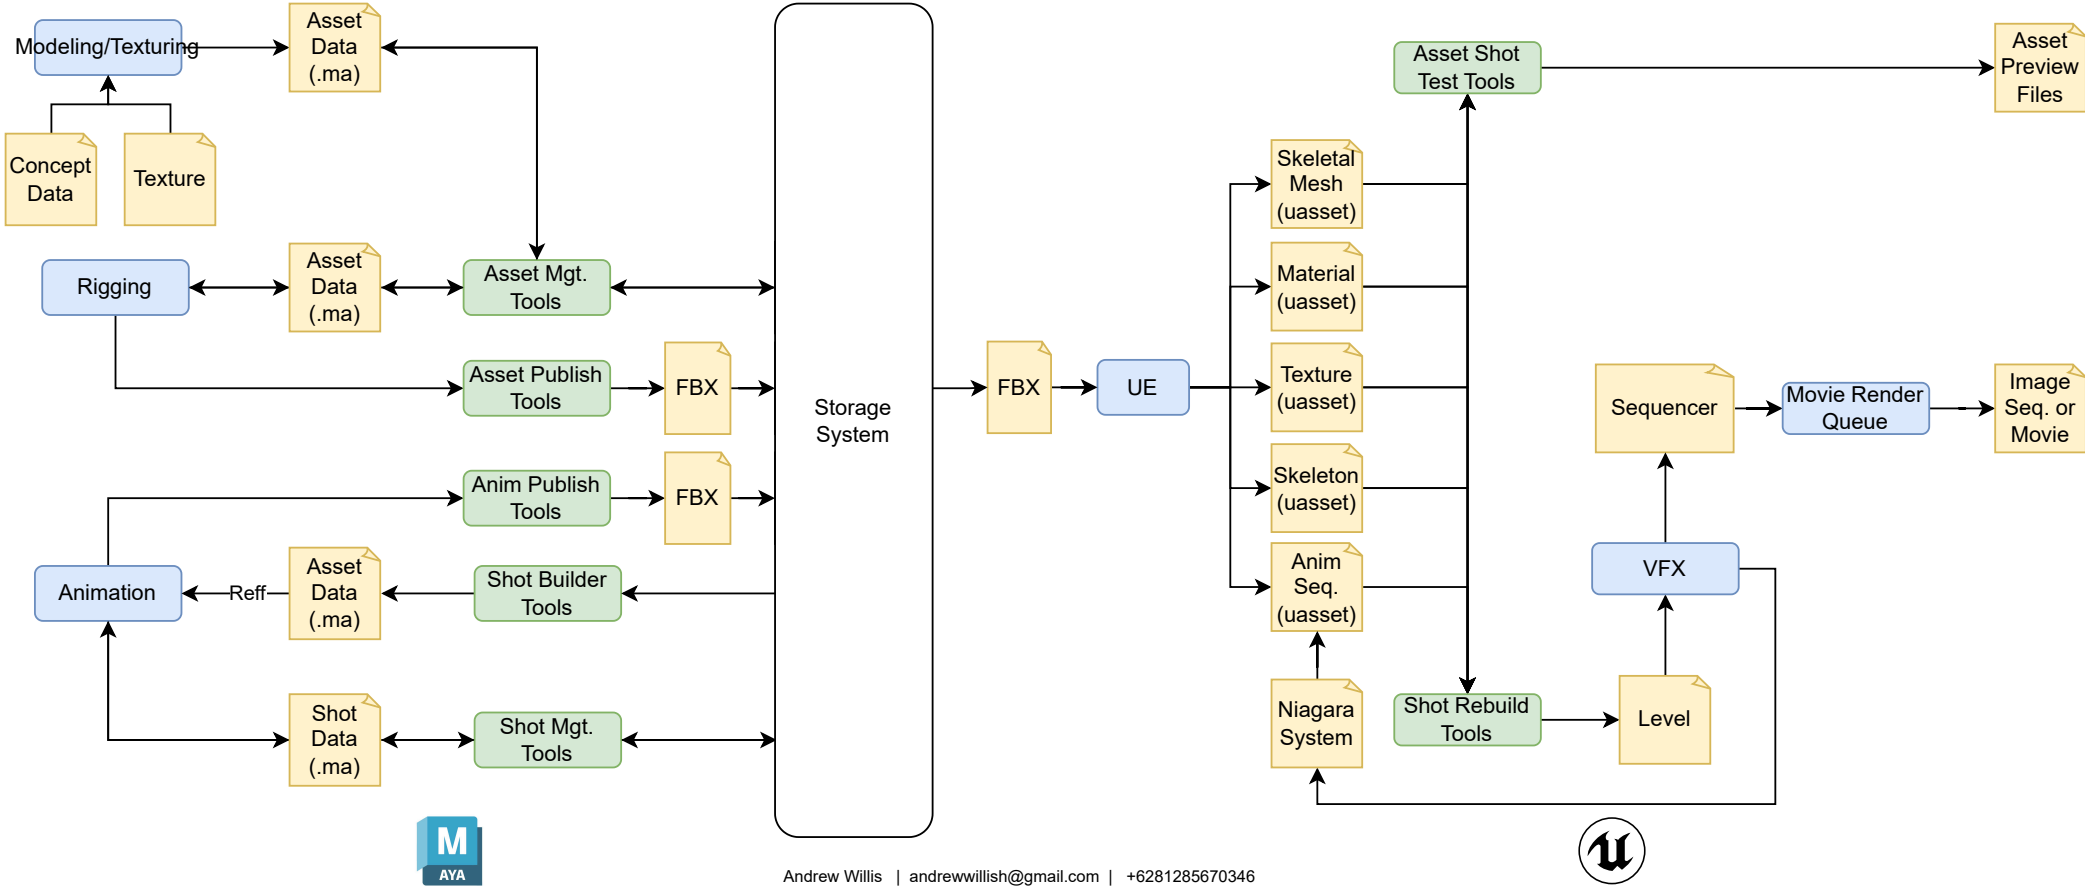 Modeling/Texturing
Asset
Data
(.ma)
Concept
Data
Texture
Rigging
Asset
Data
(.ma)
Asset Mgt.
Tools
Asset Publish
Tools
FBX
Anim Publish
Tools
FBX
Animation
Reff
Asset
Data
(.ma)
Shot Builder
Tools
Shot
Data
(.ma)
Shot Mgt.
Tools
Storage
System
FBX
UE
Skeletal
Mesh
(uasset)
Material
(uasset)
Texture
(uasset)
Skeleton
(uasset)
Anim
Seq.
(uasset)
Niagara
System
Asset Shot
Test Tools
Asset
Preview
Files
Shot Rebuild
Tools
Level
VFX
Sequencer
Movie Render
Queue
Image
Seq. or
Movie
M
AYA
Andrew Willis | andrewwillish@gmail.com | +6281285670346